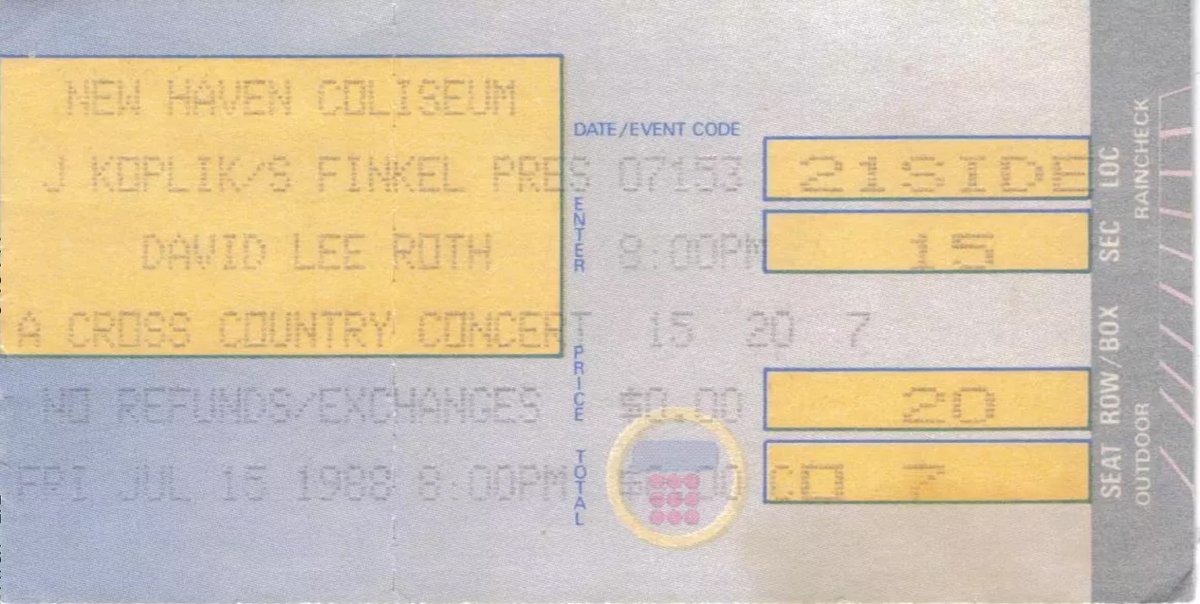 NEW HAVEN COLISEUM
DATE/EVENT CODE
J KOPLIK/S FINKEL PRES 07153 21SIDE
LOC
RAINCHECK
ENTER
DAVID LEE ROTH 8:00PM 15
SEC
A CROSS COUNTRY CONCERT 15 20 7
PRICE
NO REFUNDS/EXCHANGES $0.00 20
ROW/BOX
TOTAL
FRI JUL 15 1988 8:00PM $0.00 CO 7
SEAT
OUTDOOR